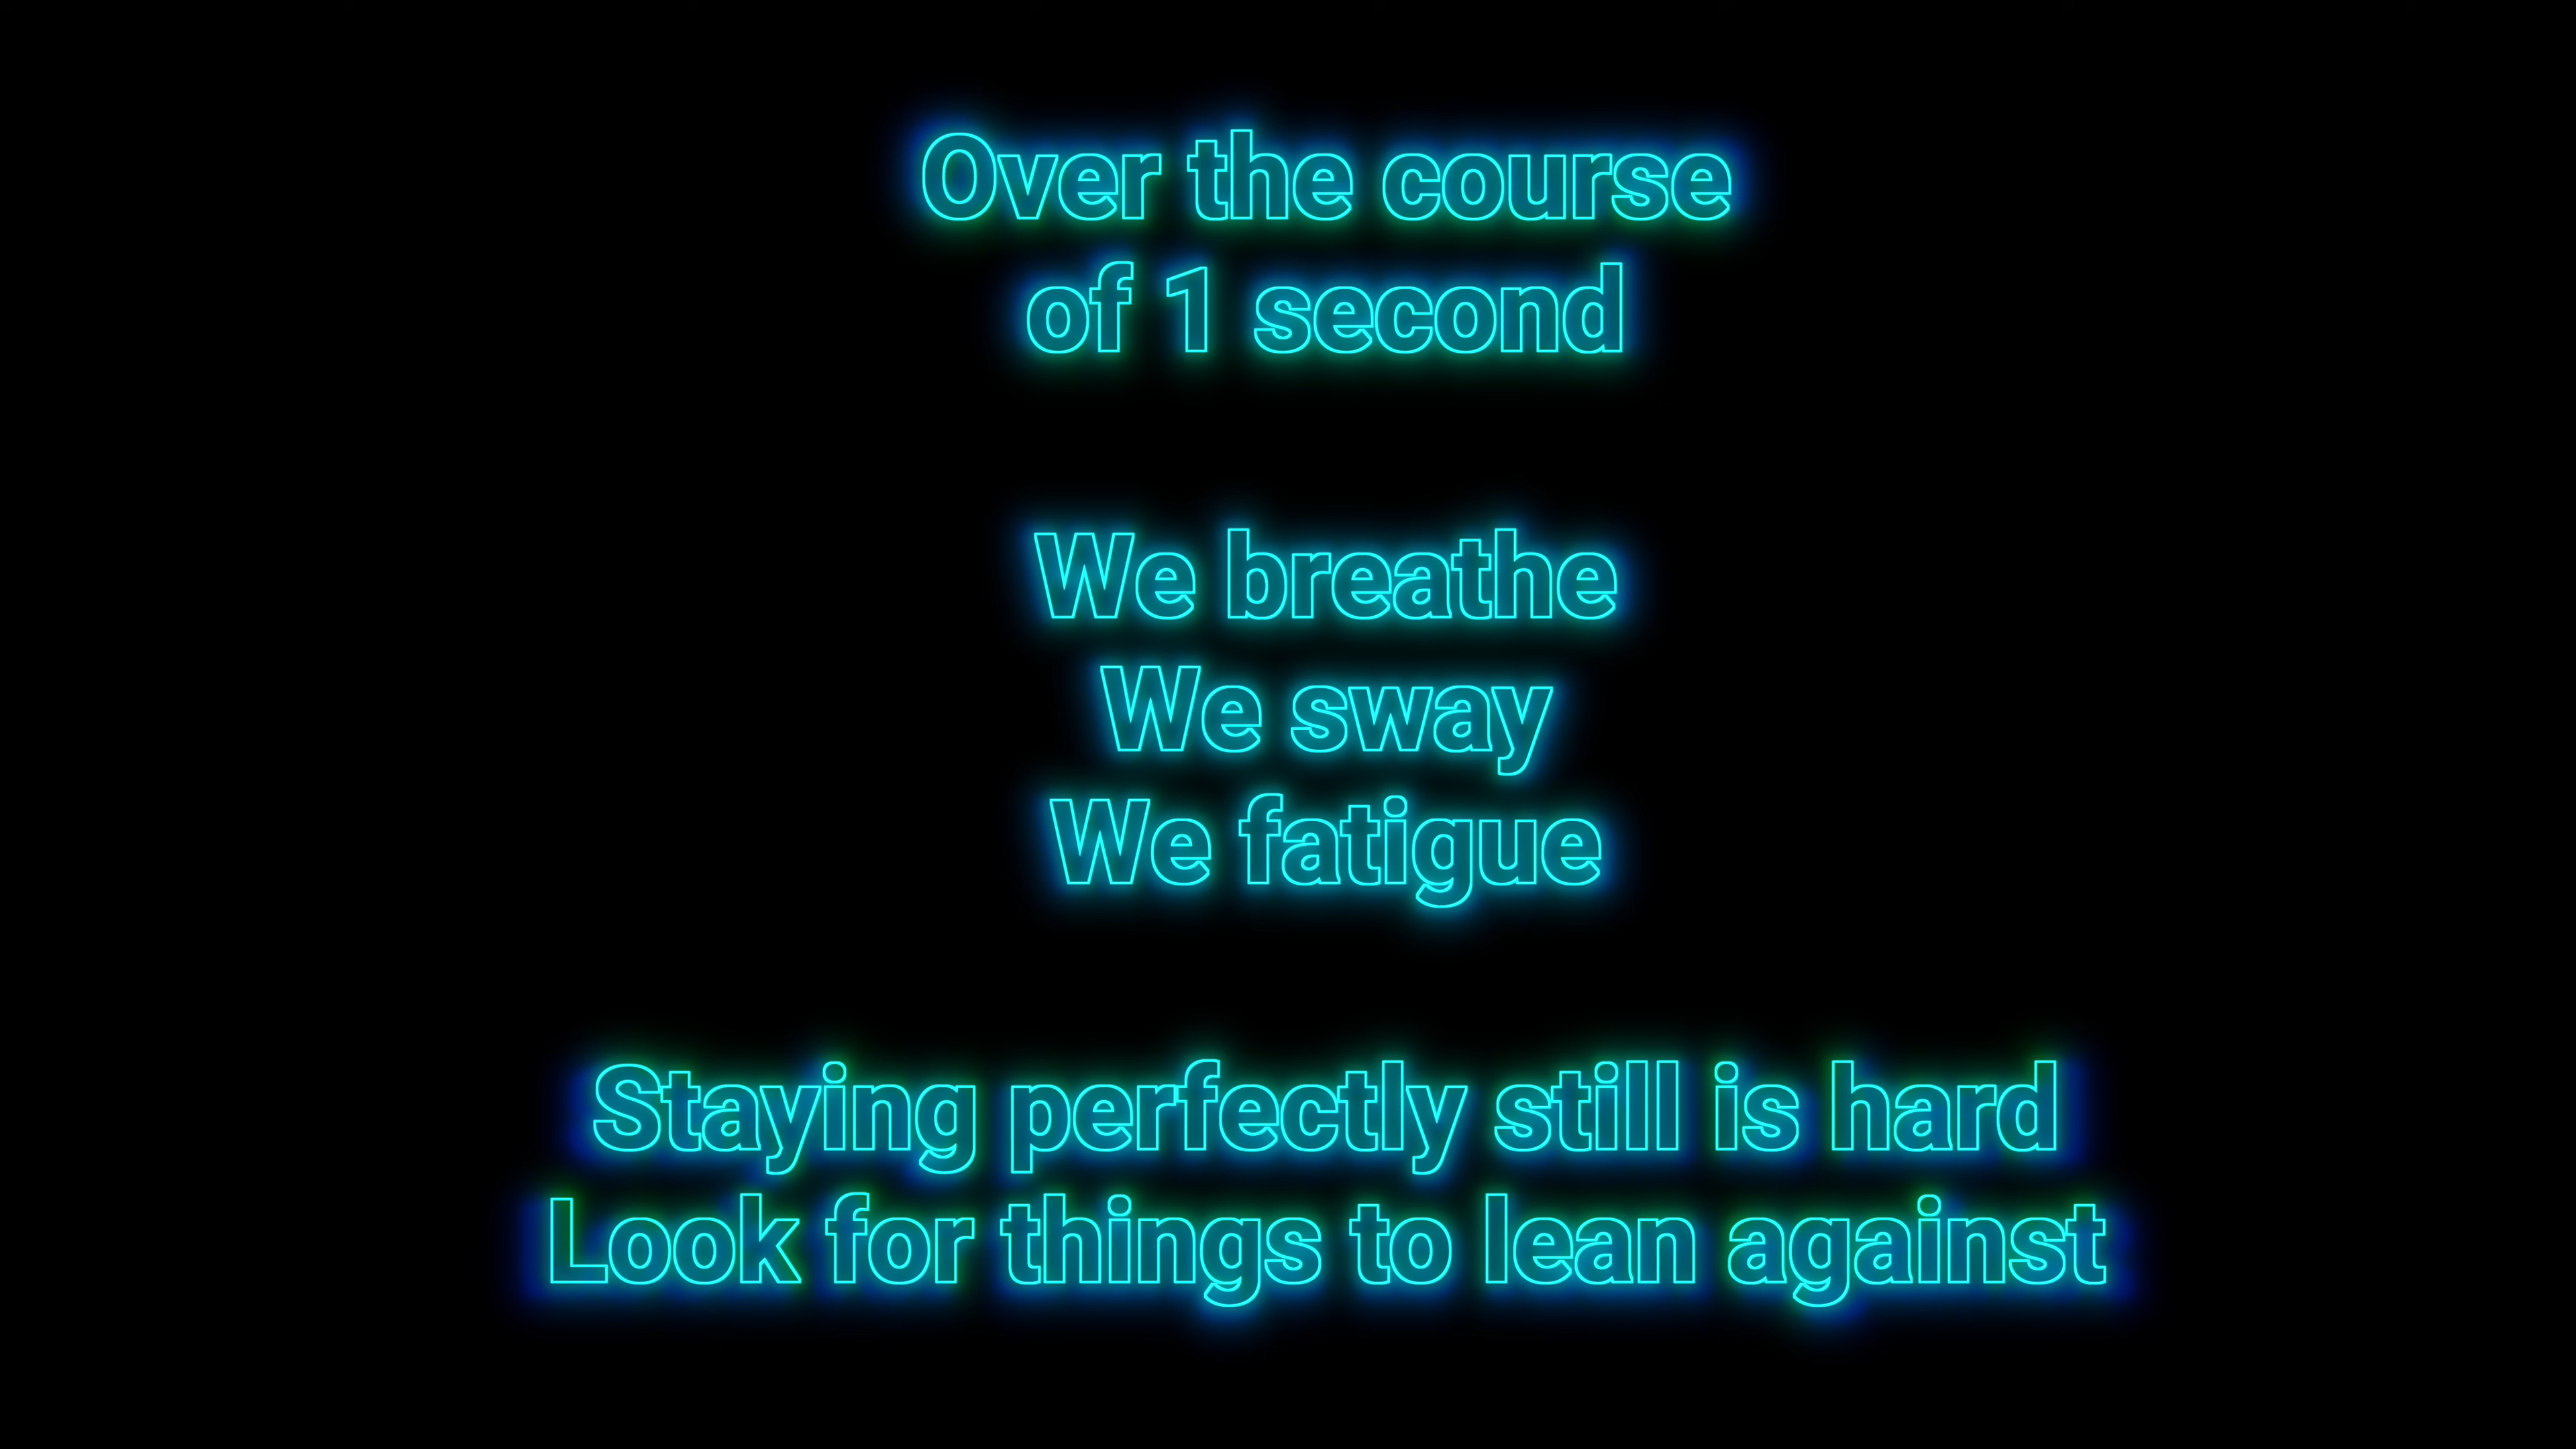 Over the course
of 1 second
We breathe
We sway
We fatigue
Staying perfectly still is hard
Look for things to lean against